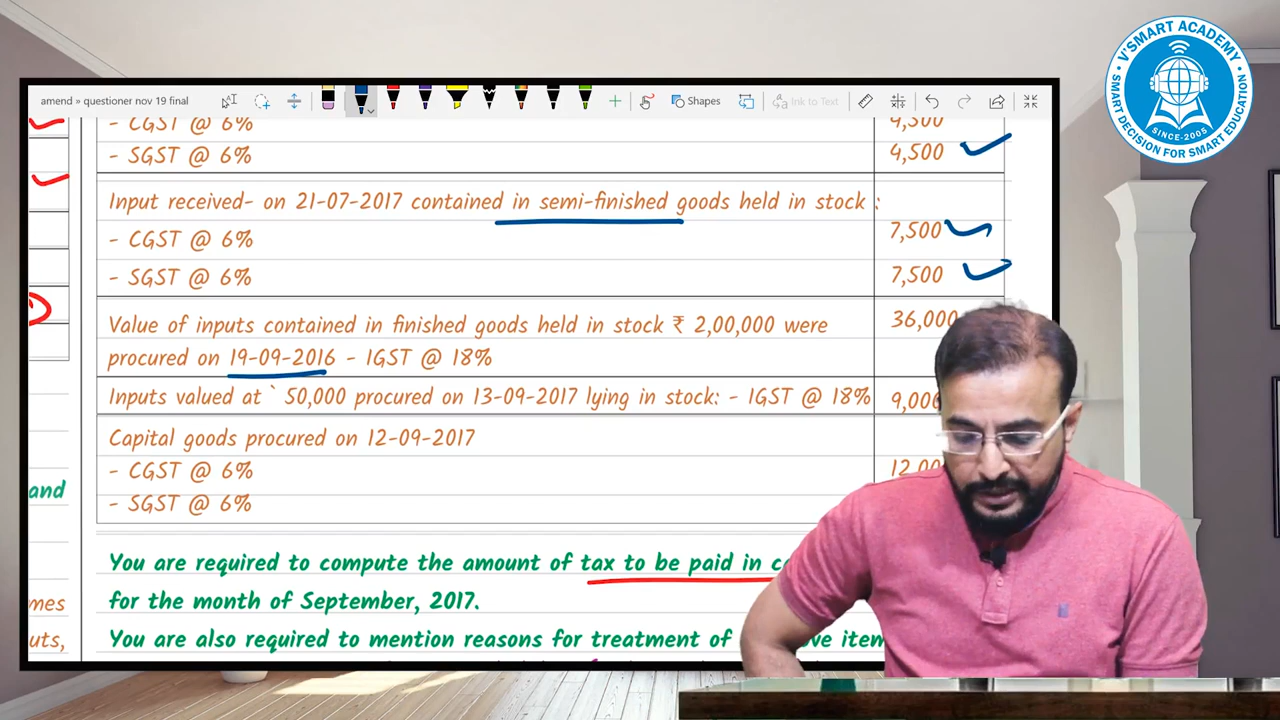 V'SMART ACADEMY
SMART DECISION FOR SMART EDUCATION
SINCE-2005
amend » questioner nov 19 final
Shapes
Ink to Text
- CGST @ 6% 4,500
- SGST @ 6% 4,500
Input received- on 21-07-2017 contained in semi-finished goods held in stock :
- CGST @ 6% 7,500
- SGST @ 6% 7,500
Value of inputs contained in finished goods held in stock ₹ 2,00,000 were 36,000
procured on 19-09-2016 - IGST @ 18%
Inputs valued at ` 50,000 procured on 13-09-2017 lying in stock: - IGST @ 18% 9,000
Capital goods procured on 12-09-2017
- CGST @ 6% 12,00
- SGST @ 6%
and
You are required to compute the amount of tax to be paid in
for the month of September, 2017.
You are also required to mention reasons for treatment of